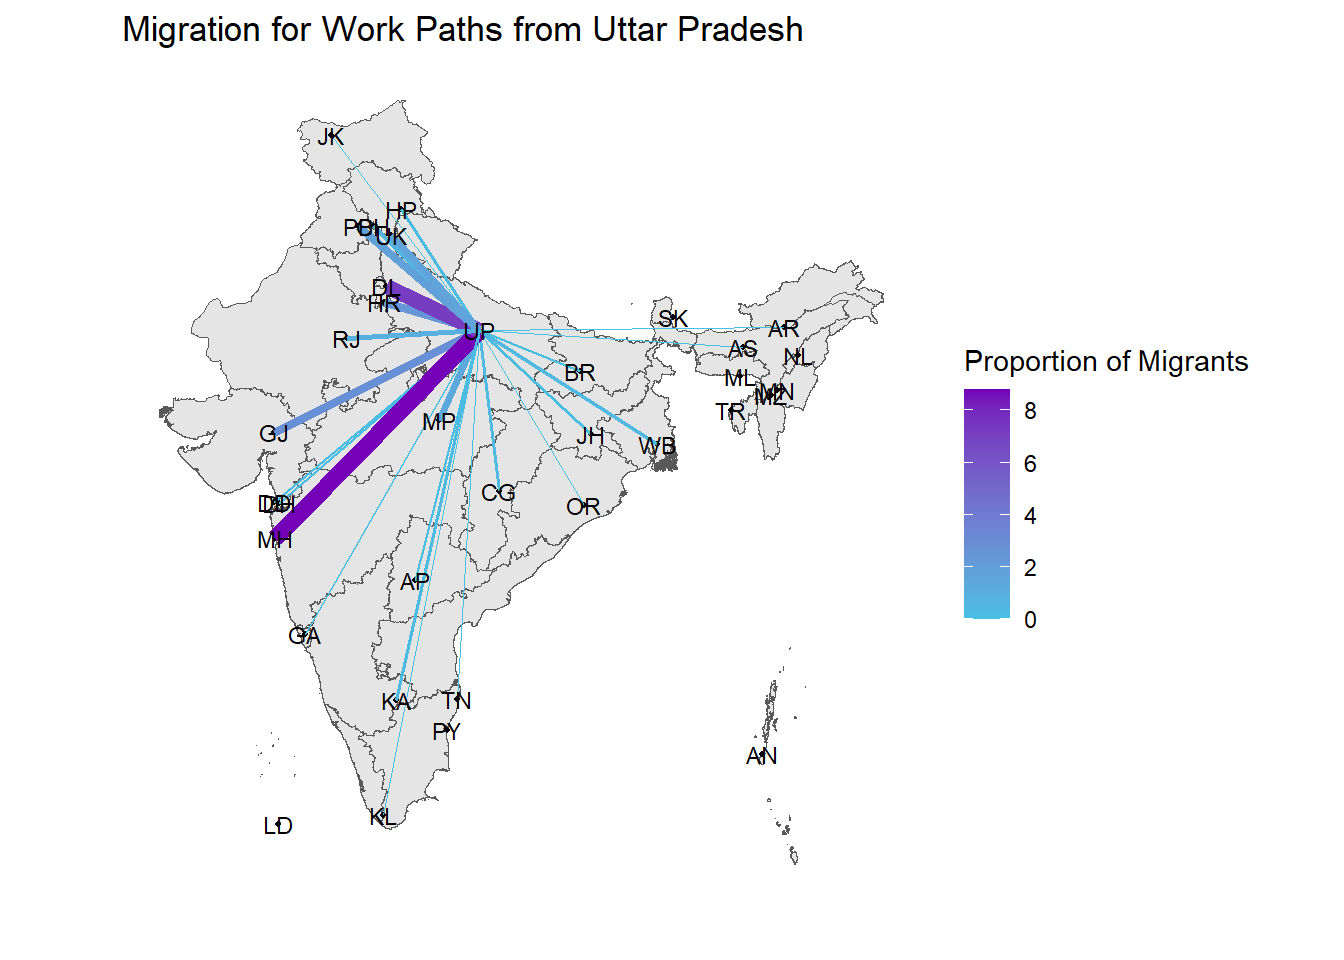 Migration for Work Paths from Uttar Pradesh
JK
HP
PB
CH
UK
DL
HR
UP
RJ
SK
AR
AS
NL
BR
ML
MN
MZ
TR
MP
GJ
JH
WB
CG
OR
DD
MH
AP
GA
KA
TN
PY
AN
KL
LD
Proportion of Migrants
8
6
4
2
0